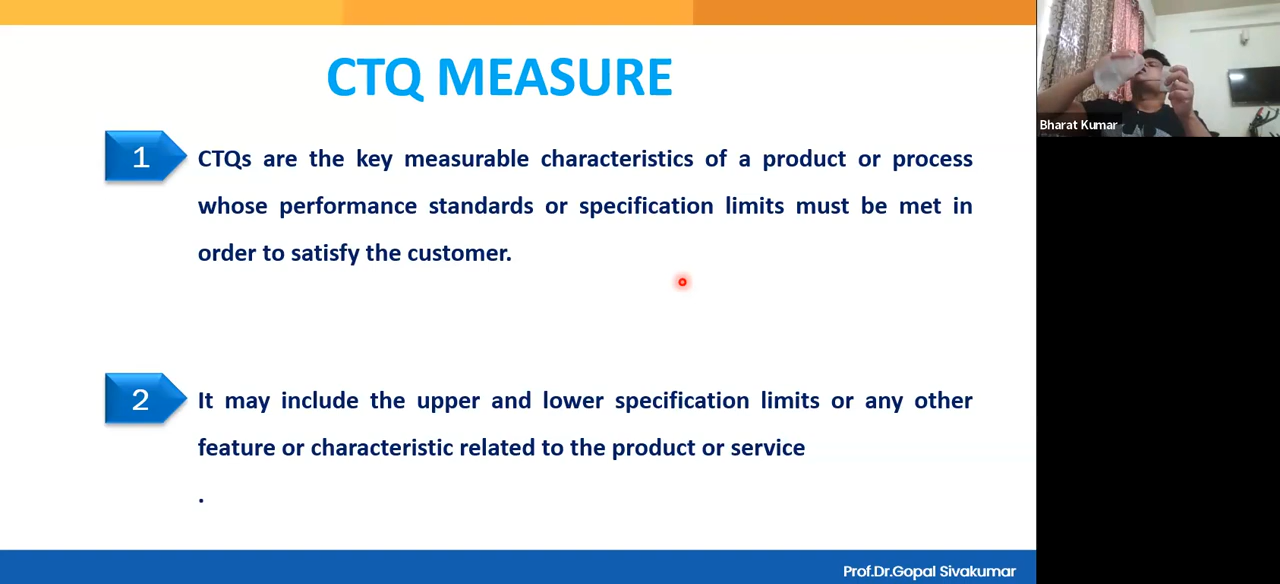 CTQ MEASURE
1
CTQs are the key measurable characteristics of a product or process
whose performance standards or specification limits must be met in
order to satisfy the customer.
2
It may include the upper and lower specification limits or any other
feature or characteristic related to the product or service
.
Prof.Dr.Gopal Sivakumar
Bharat Kumar